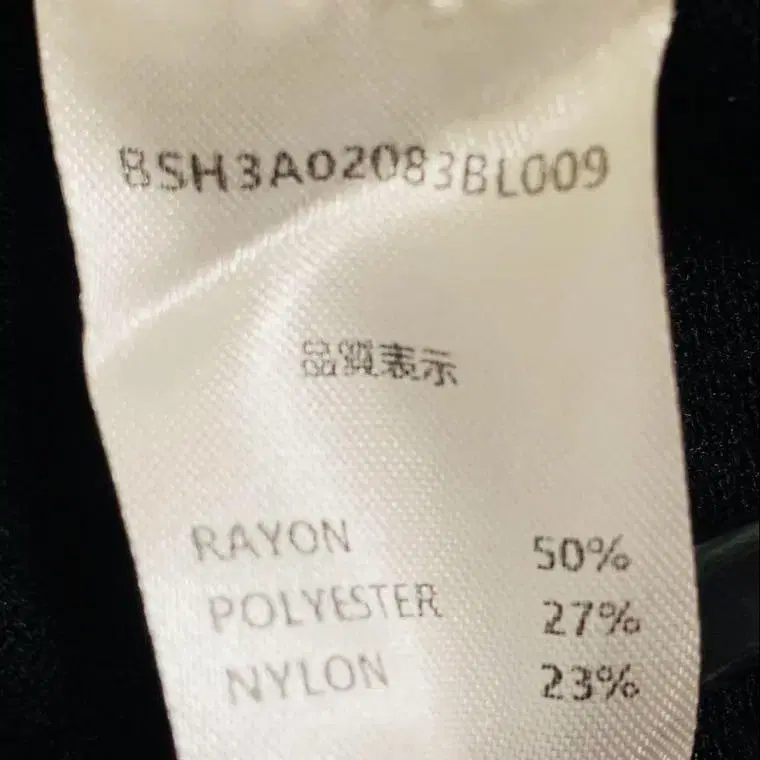 BSH3A02083BL009
品質表示
RAYON 50%
POLYESTER 27%
NYLON 23%